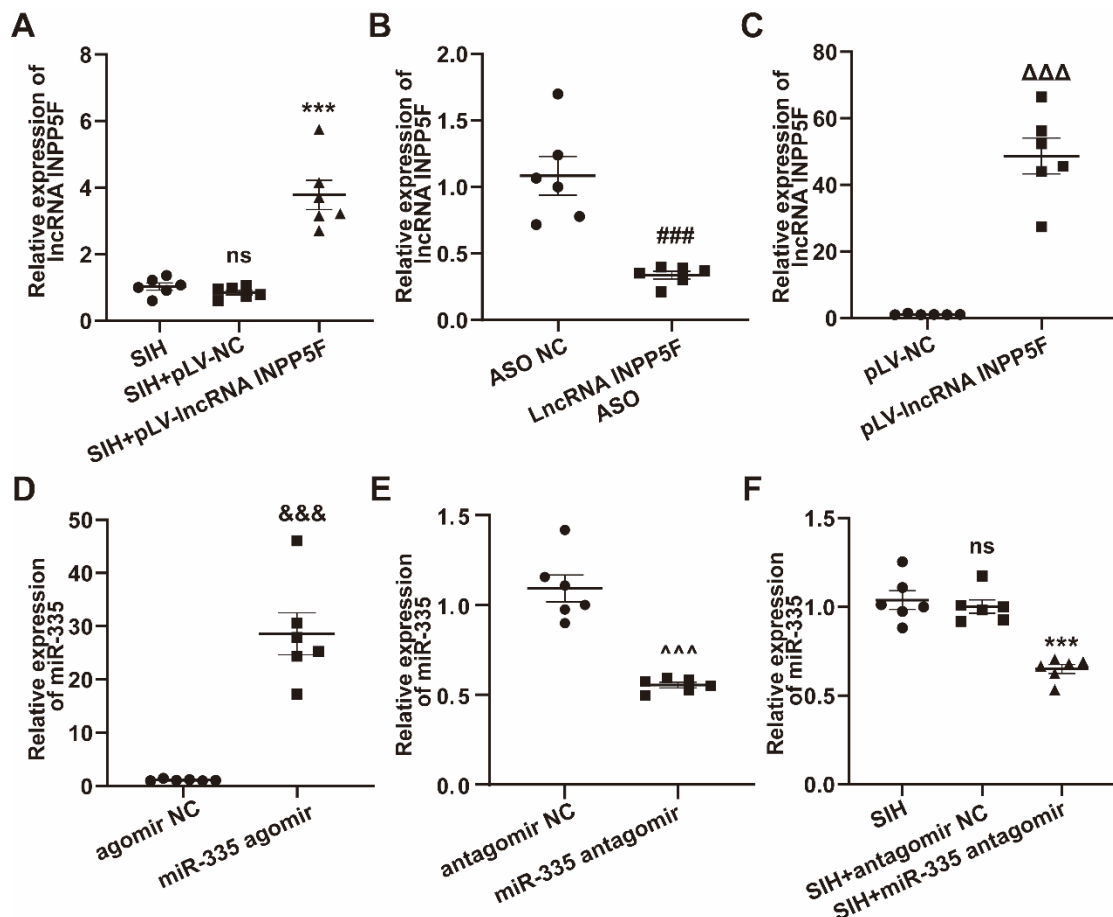 A
Relative expression of
lncRNA INPP5F
8
6
4
2
0
ns
***
SIH
SIH+pLV-NC
SIH+pLV-lncRNA INPP5F
B
Relative expression of
lncRNA INPP5F
2.0
1.5
1.0
0.5
0.0
###
ASO NC
LncRNA INPP5F
ASO
C
Relative expression of
lncRNA INPP5F
80
60
40
20
0
ΔΔΔ
pLV-NC
pLV-lncRNA INPP5F
D
Relative expression
of miR-335
50
40
30
20
10
0
&&&
agomir NC
miR-335 agomir
E
Relative expression
of miR-335
1.5
1.0
0.5
0.0
^^^
antagomir NC
miR-335 antagomir
F
Relative expression
of miR-335
1.5
1.0
0.5
0.0
ns
***
SIH
SIH+antagomir NC
SIH+miR-335 antagomir